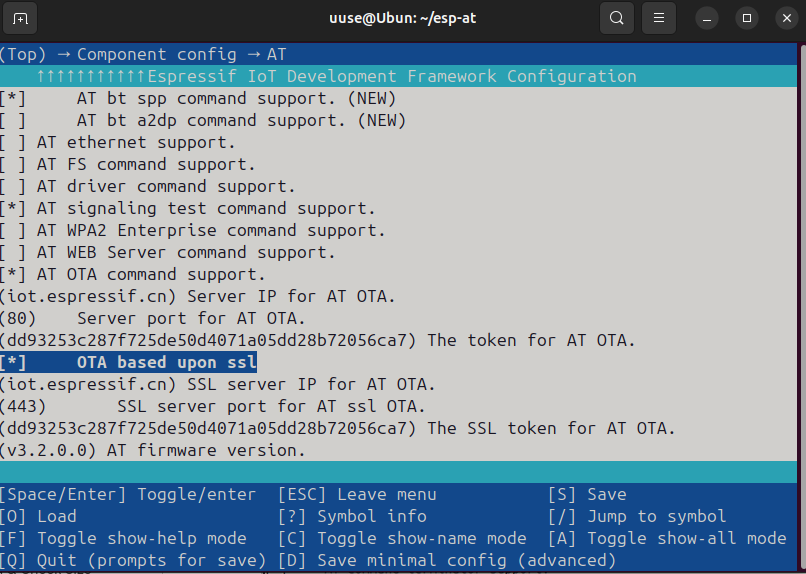 uuse@Ubun: ~/esp-at
(Top) → Component config → AT
↑↑↑↑↑↑↑↑↑↑↑Espressif IoT Development Framework Configuration
[*]     AT bt spp command support. (NEW)
[ ]     AT bt a2dp command support. (NEW)
[ ] AT ethernet support.
[ ] AT FS command support.
[ ] AT driver command support.
[*] AT signaling test command support.
[ ] AT WPA2 Enterprise command support.
[ ] AT WEB Server command support.
[*] AT OTA command support.
(iot.espressif.cn) Server IP for AT OTA.
(80)    Server port for AT OTA.
(dd93253c287f725de50d4071a05dd28b72056ca7) The token for AT OTA.
[*]     OTA based upon ssl
(iot.espressif.cn) SSL server IP for AT OTA.
(443)       SSL server port for AT ssl OTA.
(dd93253c287f725de50d4071a05dd28b72056ca7) The SSL token for AT OTA.
(v3.2.0.0) AT firmware version.
[Space/Enter] Toggle/enter  [ESC] Leave menu           [S] Save
[O] Load                    [?] Symbol info            [/] Jump to symbol
[F] Toggle show-help mode   [C] Toggle show-name mode  [A] Toggle show-all mode
[Q] Quit (prompts for save) [D] Save minimal config (advanced)